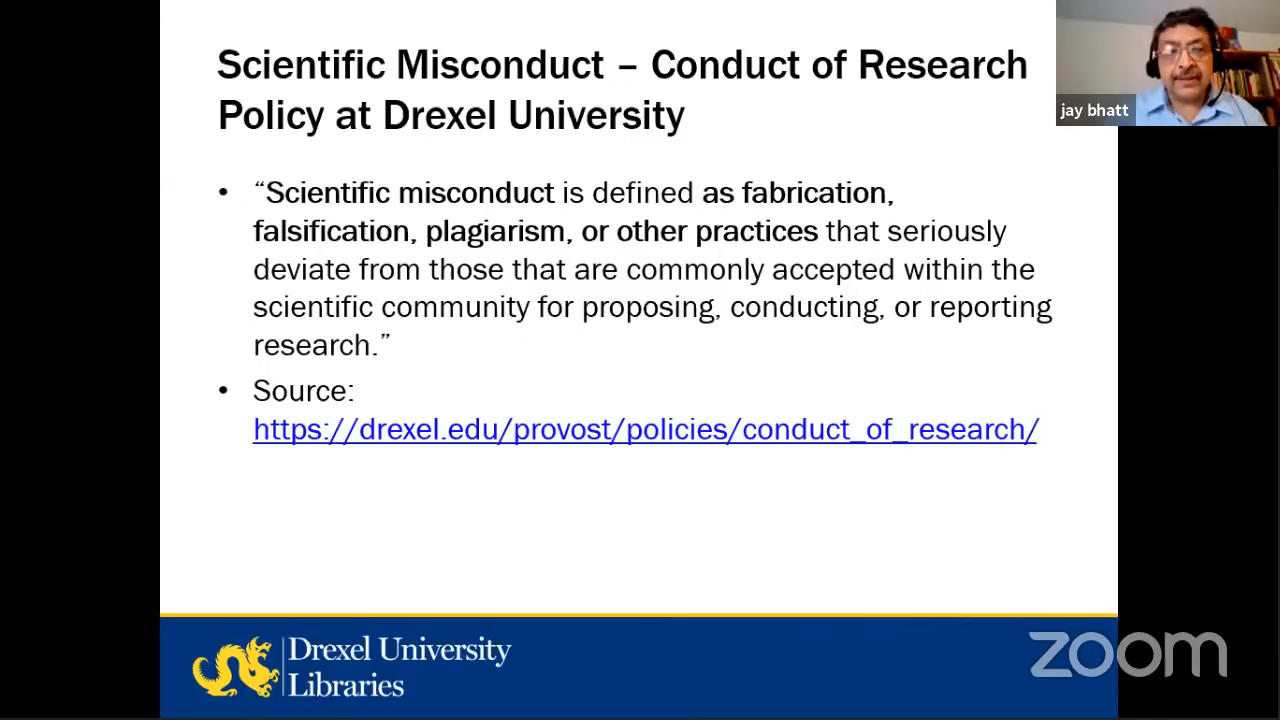 Scientific Misconduct – Conduct of Research
Policy at Drexel University
jay bhatt
• “Scientific misconduct is defined as fabrication,
falsification, plagiarism, or other practices that seriously
deviate from those that are commonly accepted within the
scientific community for proposing, conducting, or reporting
research.”
• Source:
https://drexel.edu/provost/policies/conduct_of_research/
Drexel University
Libraries
zoom